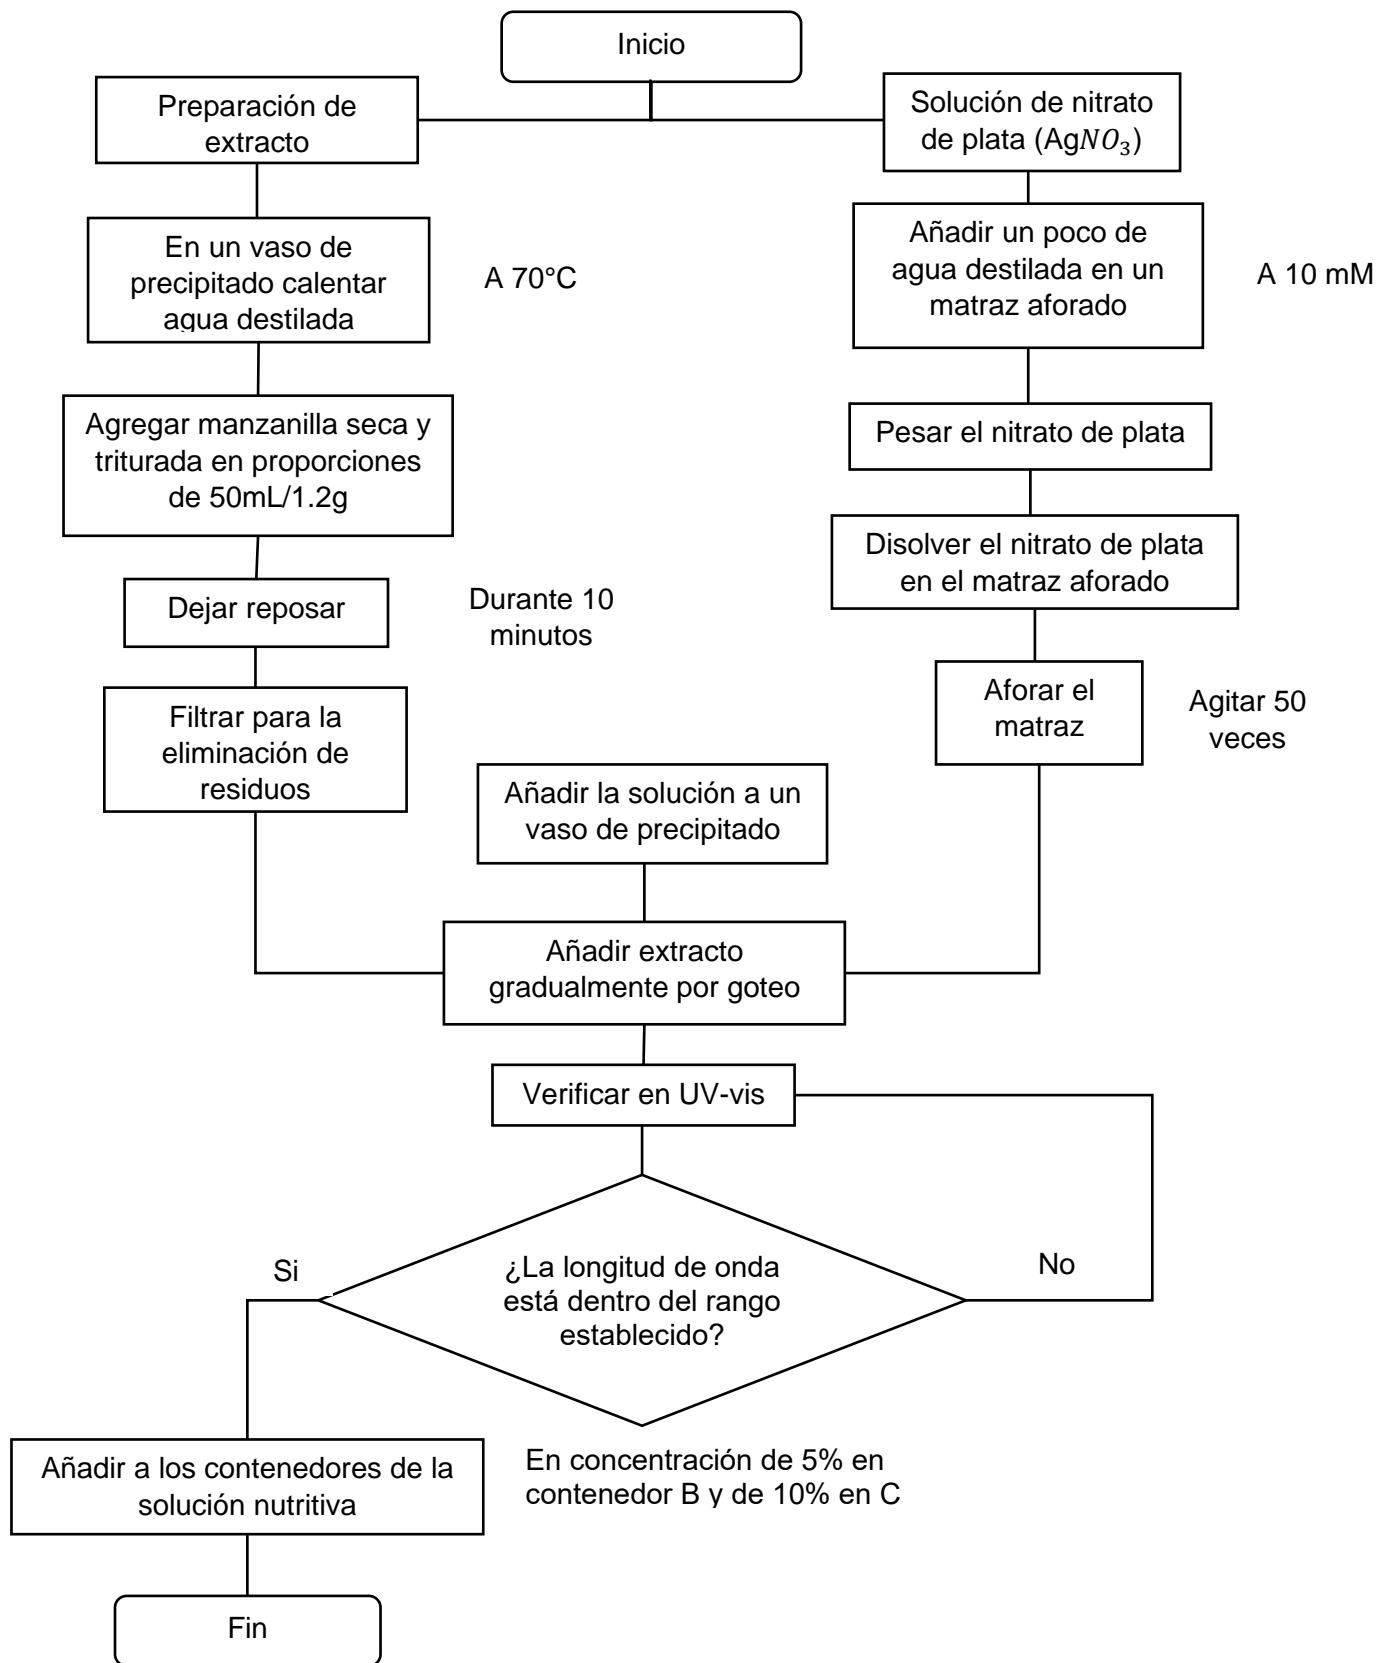 Inicio
Preparación de
extracto
Solución de nitrato
de plata (Ag𝑁𝑂₃)
En un vaso de
precipitado calentar
agua destilada
A 70°C
Añadir un poco de
agua destilada en un
matraz aforado
A 10 mM
Agregar manzanilla seca y
triturada en proporciones
de 50mL/1.2g
Pesar el nitrato de plata
Disolver el nitrato de plata
en el matraz aforado
Dejar reposar
Durante 10
minutos
Aforar el
matraz
Agitar 50
veces
Filtrar para la
eliminación de
residuos
Añadir la solución a un
vaso de precipitado
Añadir extracto
gradualmente por goteo
Verificar en UV-vis
¿La longitud de onda
está dentro del rango
establecido?
Si
No
Añadir a los contenedores de la
solución nutritiva
En concentración de 5% en
contenedor B y de 10% en C
Fin